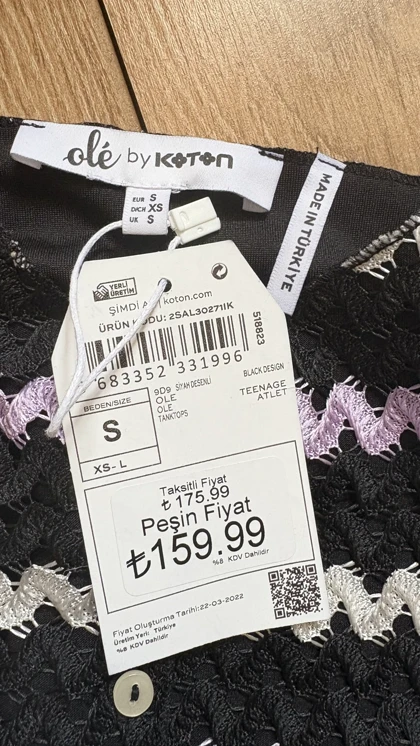 olé by KOTON
EUR S
D/CH XS
UK S
MADE IN TÜRKİYE
YERLİ
ÜRETİM
koton.com
ÜRÜN KODU: 2SAL30271IK
518823
683352 331996
BEDEN/SIZE
S
XS- L
9D9 SİYAH DESENLİ
OLE
OLE
TANKTOPS
BLACK DESIGN
TEENAGE
ATLET
Taksitli Fiyat
₺ 175.99
Peşin Fiyat
₺159.99
%8 KDV Dahildir
Fiyat Oluşturma Tarihi:22-03-2022
Üretim Yeri: Türkiye
%8 KDV Dahildir